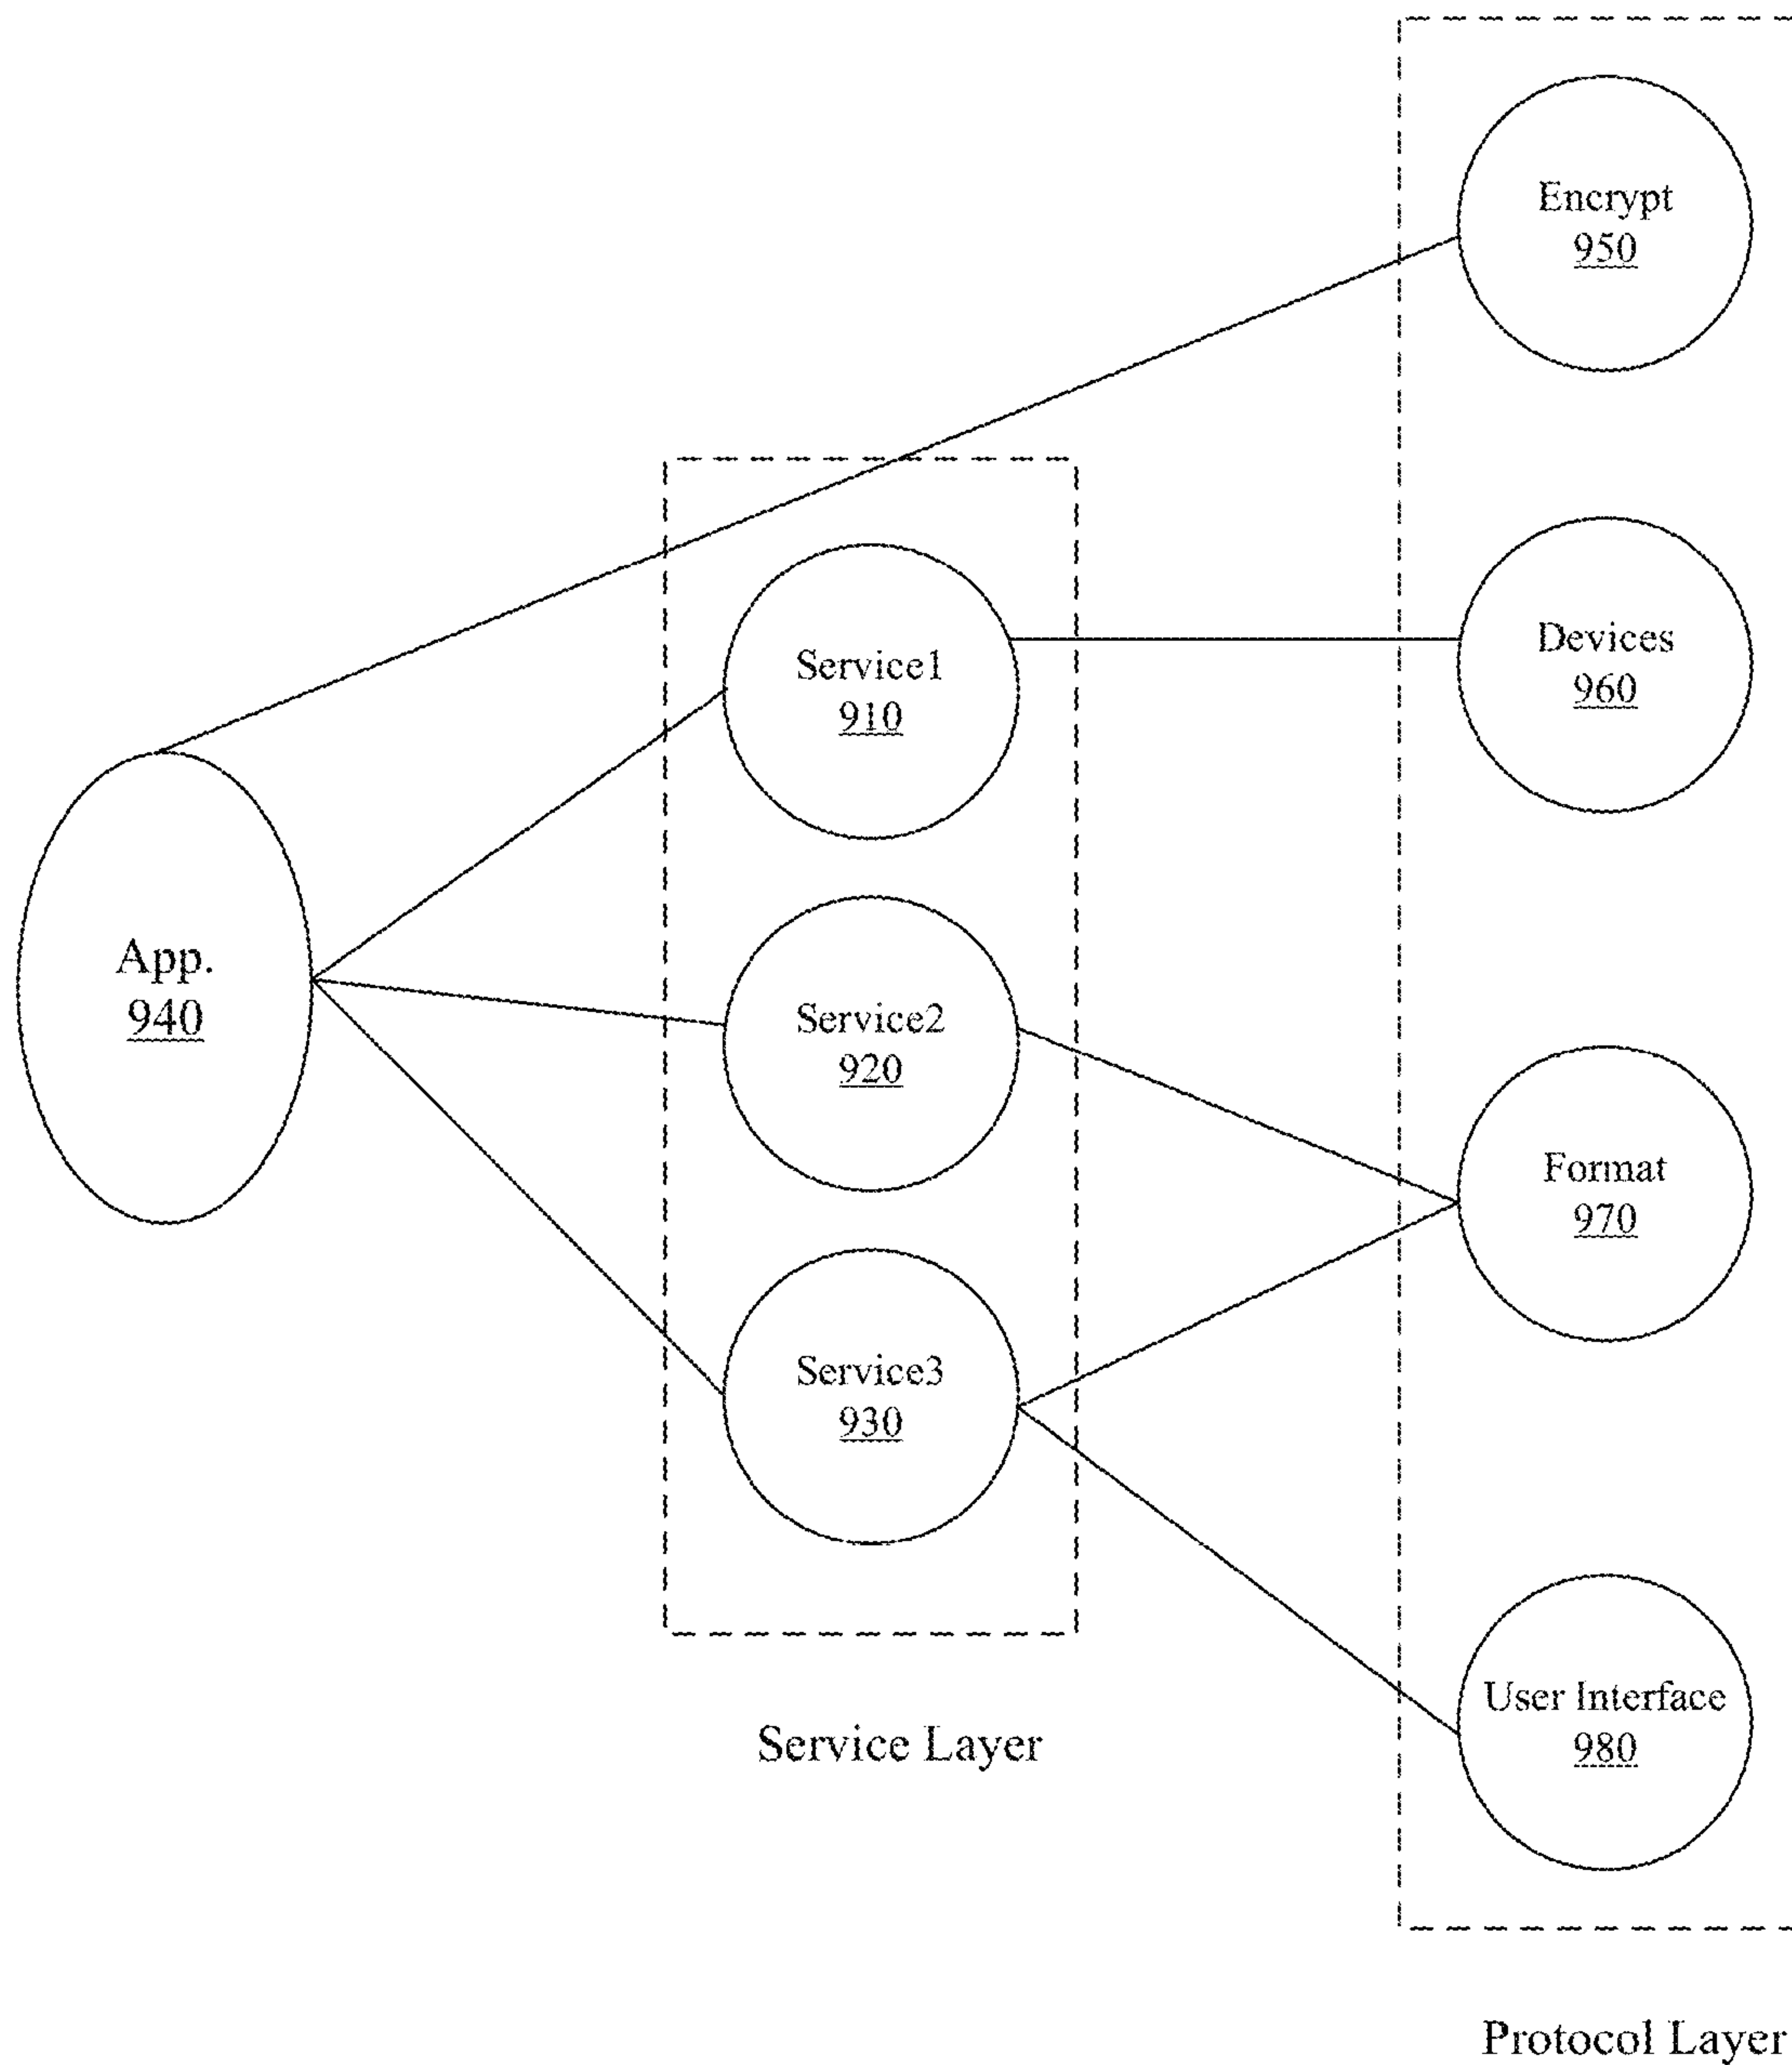 Encrypt
950
Devices
960
Service1
910
App.
940
Service2
920
Format
970
Service3
930
User Interface
980
Service Layer
Protocol Layer